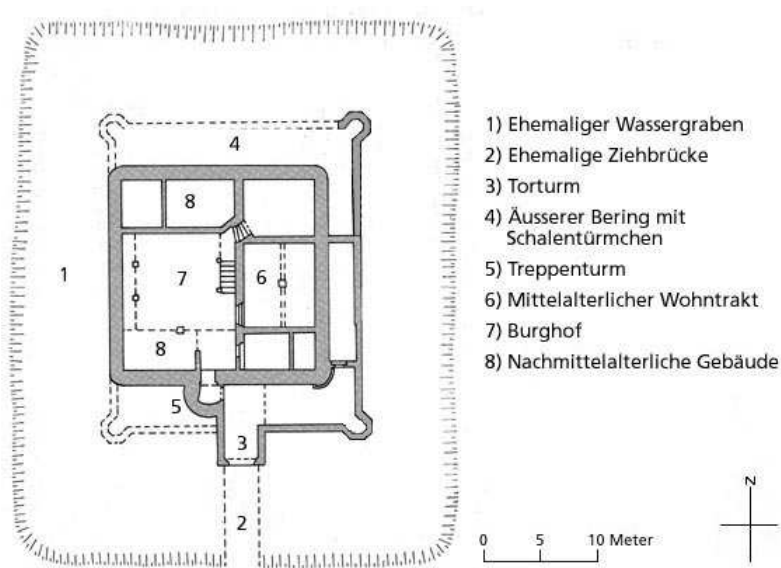 4
8
1
7
6
8
5
3
2
1) Ehemaliger Wassergraben
2) Ehemalige Ziehbrücke
3) Torturm
4) Äusserer Bering mit
Schalentürmchen
5) Treppenturm
6) Mittelalterlicher Wohntrakt
7) Burghof
8) Nachmittelalterliche Gebäude
N
0 5 10 Meter